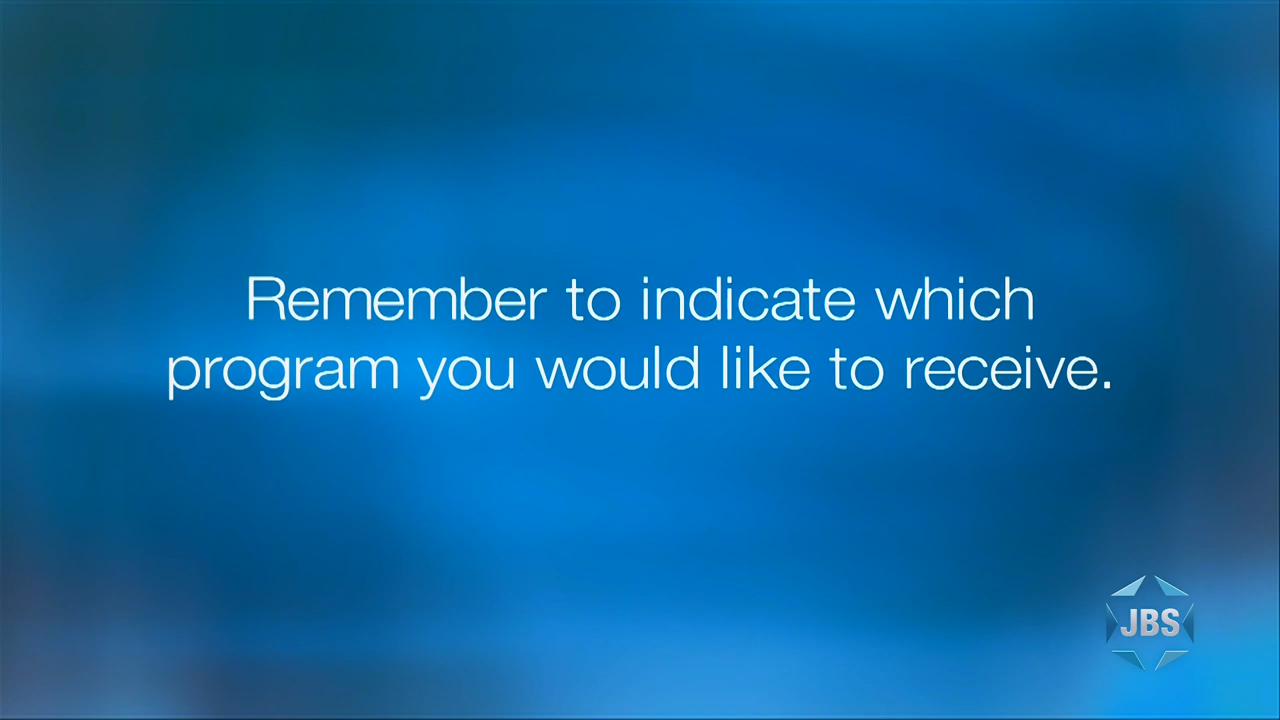 Remember to indicate which
program you would like to receive.
JBS